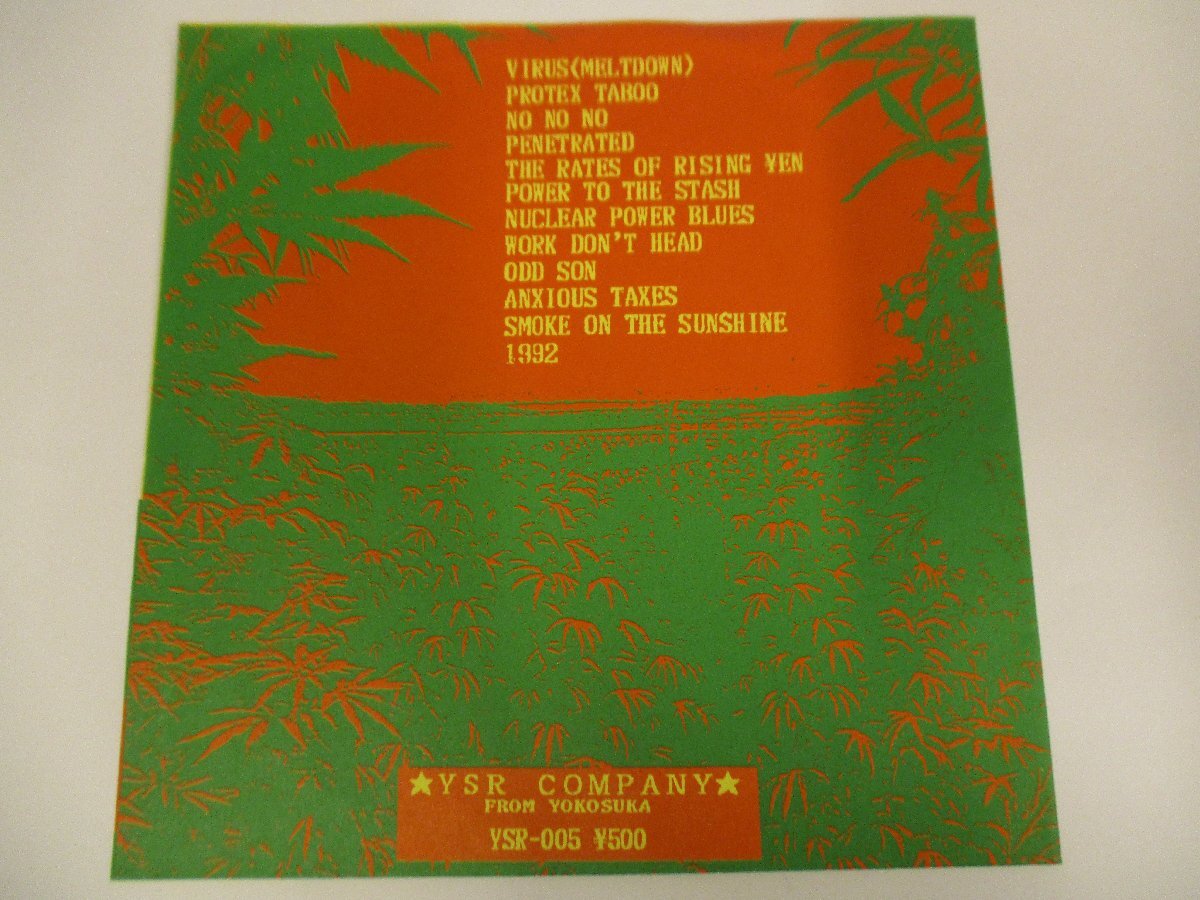 VIRUS(MELTDOWN)
PROTEX TABOO
NO NO NO
PENETRATED
THE RATES OF RISING ¥EN
POWER TO THE STASH
NUCLEAR POWER BLUES
WORK DON'T HEAD
ODD SON
ANXIOUS TAXES
SMOKE ON THE SUNSHINE
1992
★YSR COMPANY★
FROM YOKOSUKA
YSR-005 ¥500